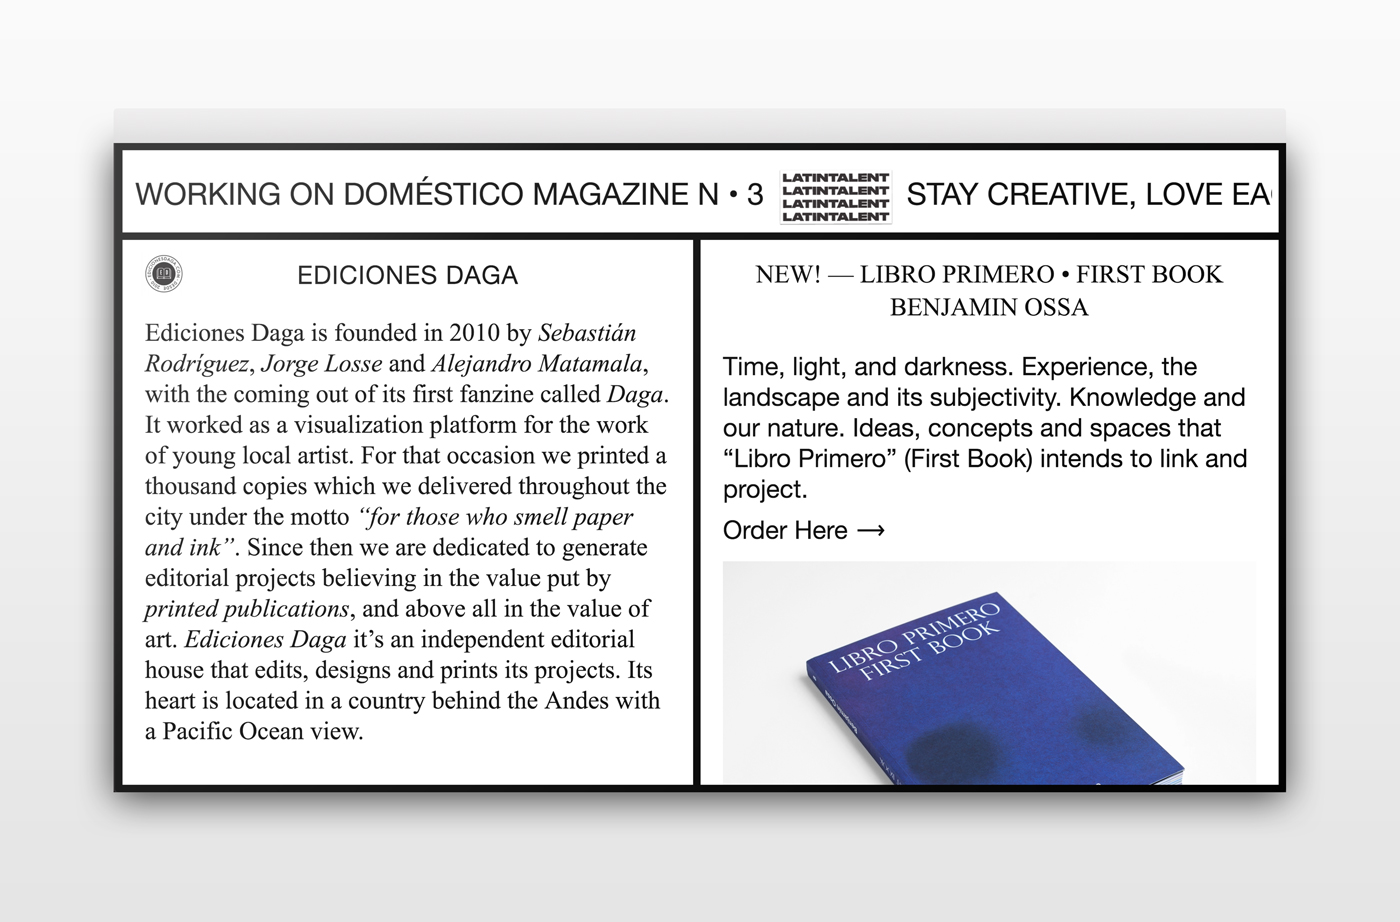 WORKING ON DOMÉSTICO MAGAZINE N • 3
LATINTALENT
LATINTALENT
LATINTALENT
LATINTALENT
STAY CREATIVE, LOVE EA
EDICIONES DAGA
Ediciones Daga is founded in 2010 by Sebastián
Rodríguez, Jorge Losse and Alejandro Matamala,
with the coming out of its first fanzine called Daga.
It worked as a visualization platform for the work
of young local artist. For that occasion we printed a
thousand copies which we delivered throughout the
city under the motto “for those who smell paper
and ink”. Since then we are dedicated to generate
editorial projects believing in the value put by
printed publications, and above all in the value of
art. Ediciones Daga it’s an independent editorial
house that edits, designs and prints its projects. Its
heart is located in a country behind the Andes with
a Pacific Ocean view.
NEW! — LIBRO PRIMERO • FIRST BOOK
BENJAMIN OSSA
Time, light, and darkness. Experience, the
landscape and its subjectivity. Knowledge and
our nature. Ideas, concepts and spaces that
“Libro Primero” (First Book) intends to link and
project.
Order Here ⟶
LIBRO PRIMERO
FIRST BOOK